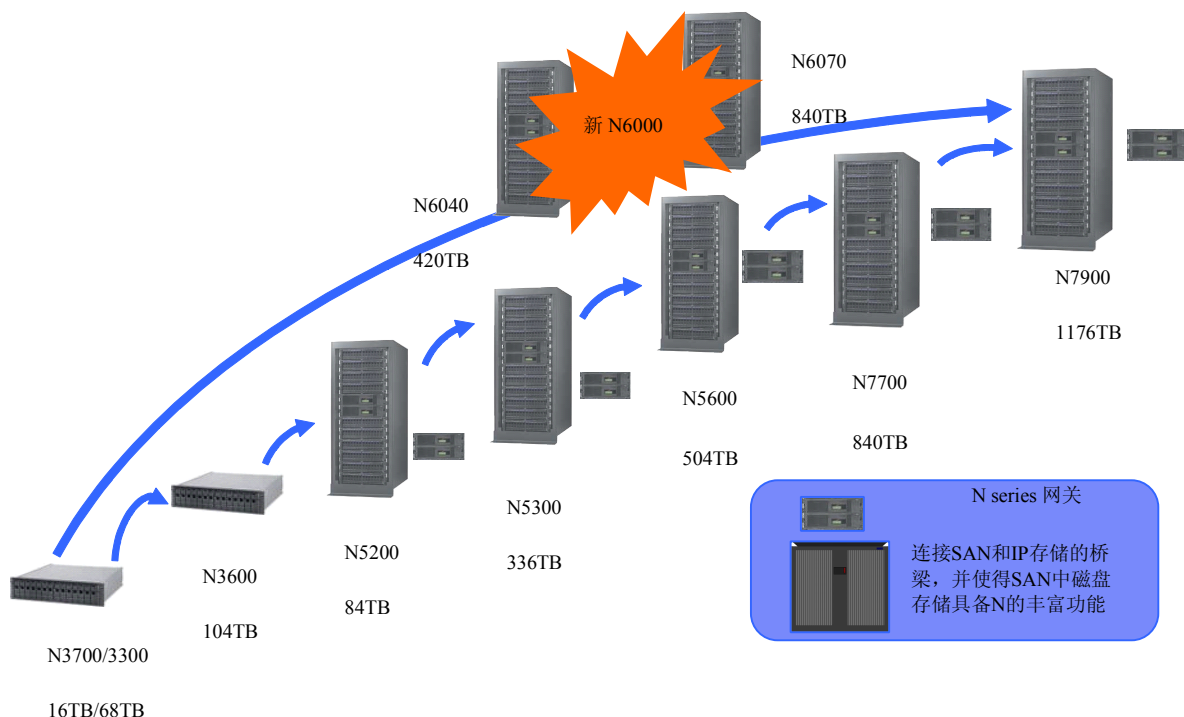 N6070
840TB
新 N6000
N6040
420TB
N7900
1176TB
N7700
840TB
N5600
504TB
N5300
336TB
N5200
84TB
N3600
104TB
N3700/3300
16TB/68TB
N series 网关
连接SAN和IP存储的桥
梁，并使得SAN中磁盘
存储具备N的丰富功能